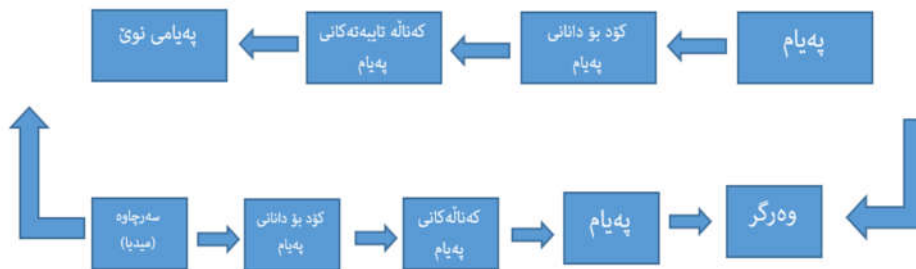 پەیام
کۆد بۆ دانانی
پەیام
کەناڵە تایبەتەکانی
پەیام
پەیامی نوێ
سەرچاوە
(میدیا)
کۆد بۆ دانانی
پەیام
کەناڵەکانی
پەیام
پەیام
وەرگر